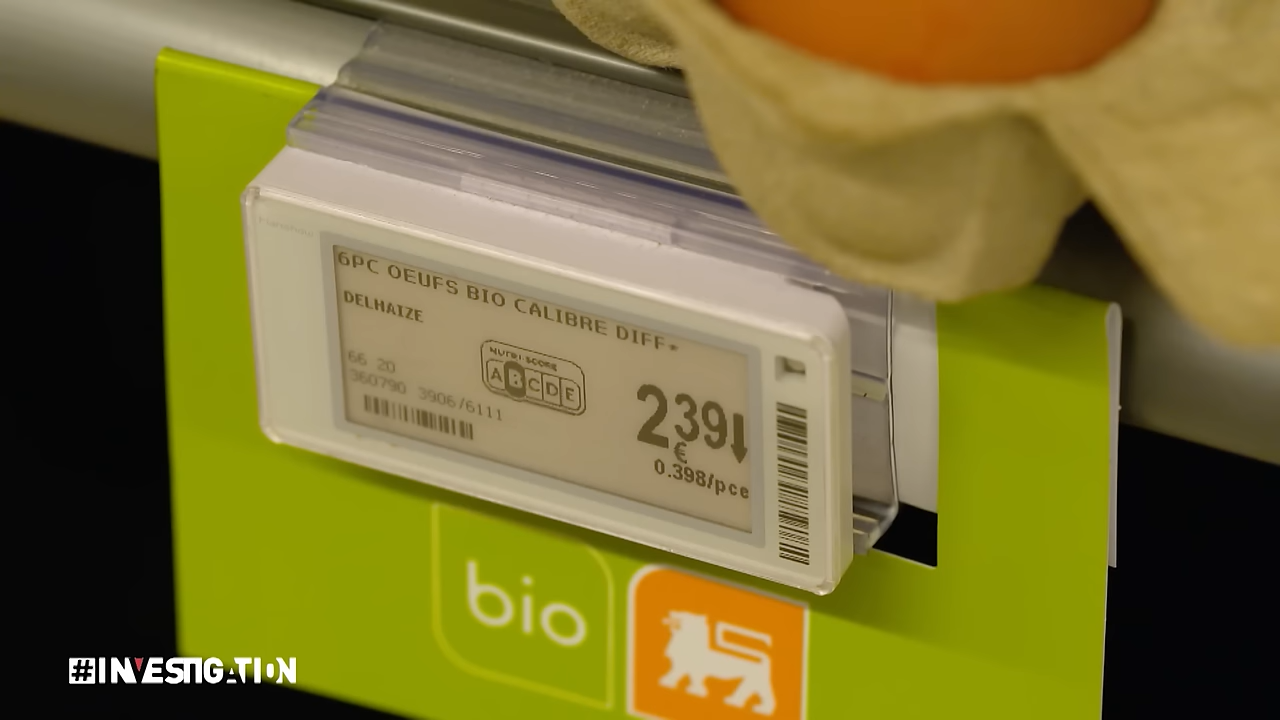 6PC OEUFS BIO CALIBRE DIFF*
DELHAIZE
NUTRI SCORE
A B C D E
66 20
360790 3906/6111
2 39
€
0.398/pce
bio
#INVESTIGATION